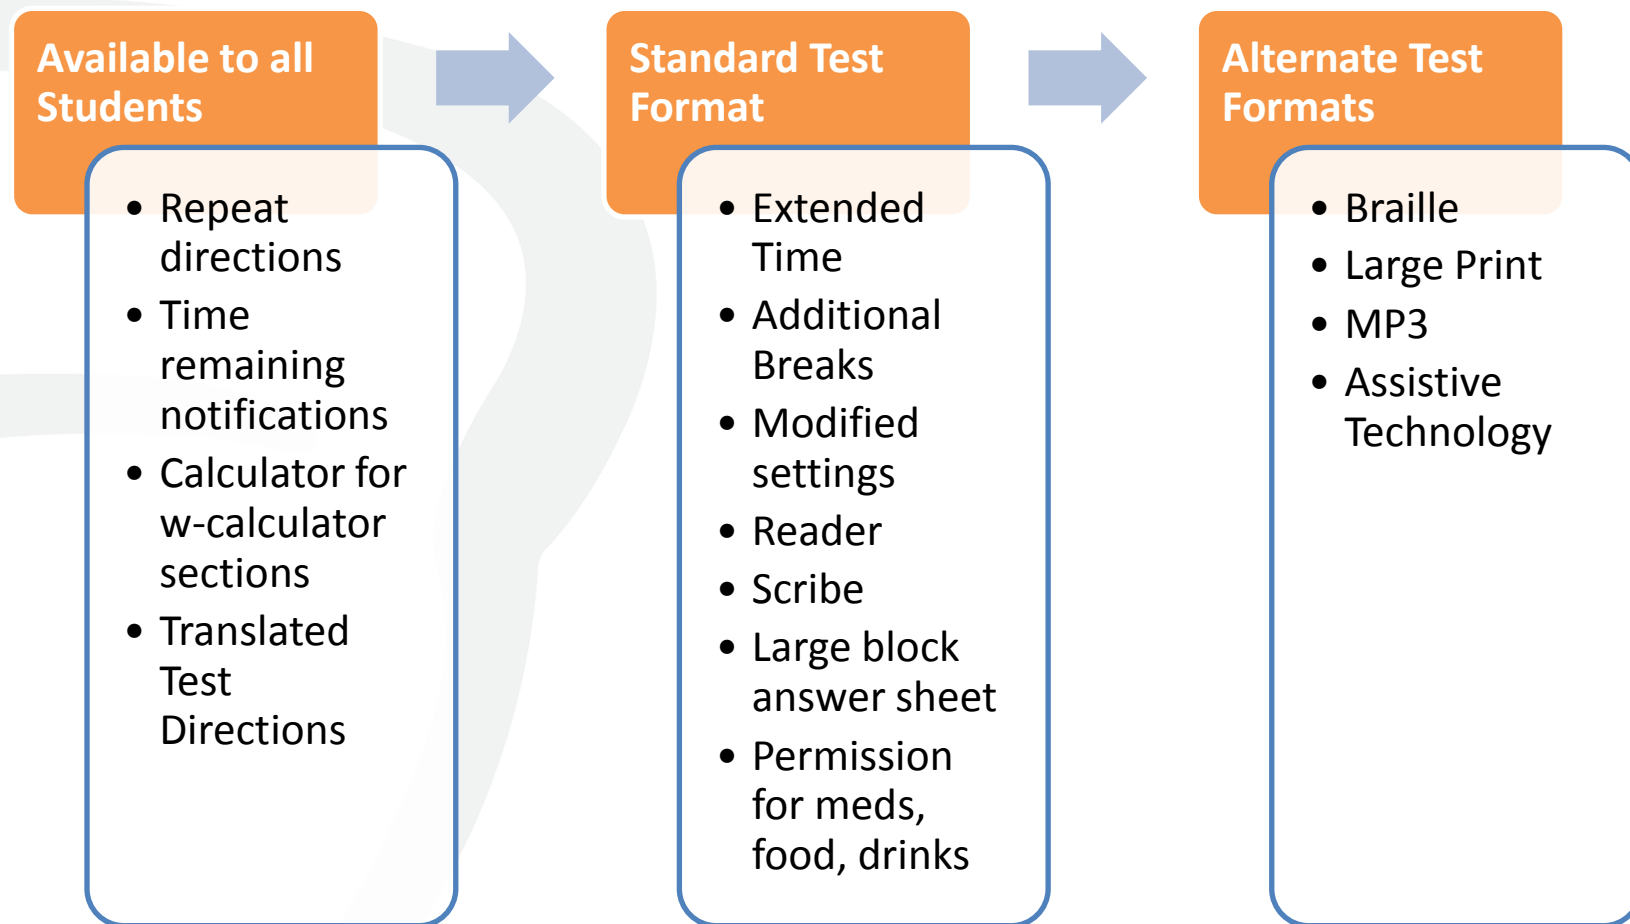 Available to all
Students
• Repeat
directions
• Time
remaining
notifications
• Calculator for
w-calculator
sections
• Translated
Test
Directions
Standard Test
Format
• Extended
Time
• Additional
Breaks
• Modified
settings
• Reader
• Scribe
• Large block
answer sheet
• Permission
for meds,
food, drinks
Alternate Test
Formats
• Braille
• Large Print
• MP3
• Assistive
Technology